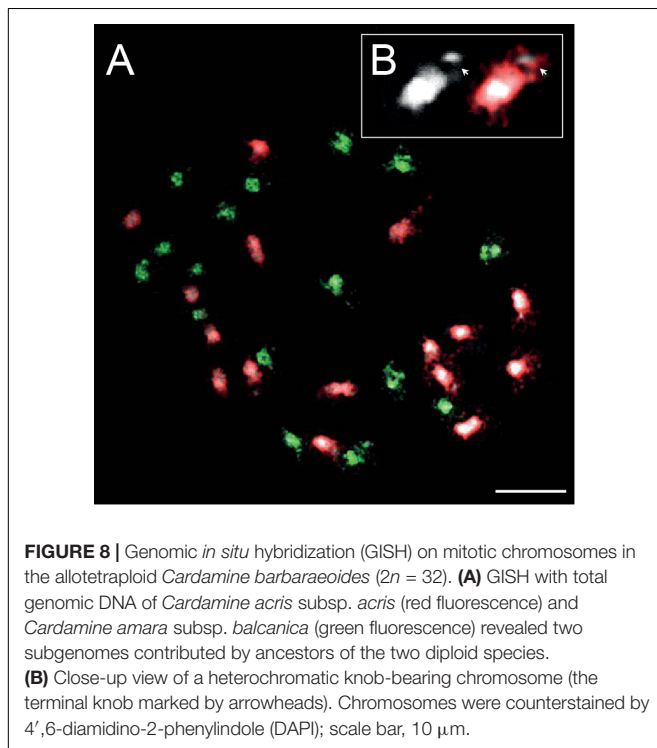 A
B
FIGURE 8 | Genomic in situ hybridization (GISH) on mitotic chromosomes in
the allotetraploid Cardamine barbaraeoides (2n = 32). (A) GISH with total
genomic DNA of Cardamine acris subsp. acris (red fluorescence) and
Cardamine amara subsp. balcanica (green fluorescence) revealed two
subgenomes contributed by ancestors of the two diploid species.
(B) Close-up view of a heterochromatic knob-bearing chromosome (the
terminal knob marked by arrowheads). Chromosomes were counterstained by
4′,6-diamidino-2-phenylindole (DAPI); scale bar, 10 μm.